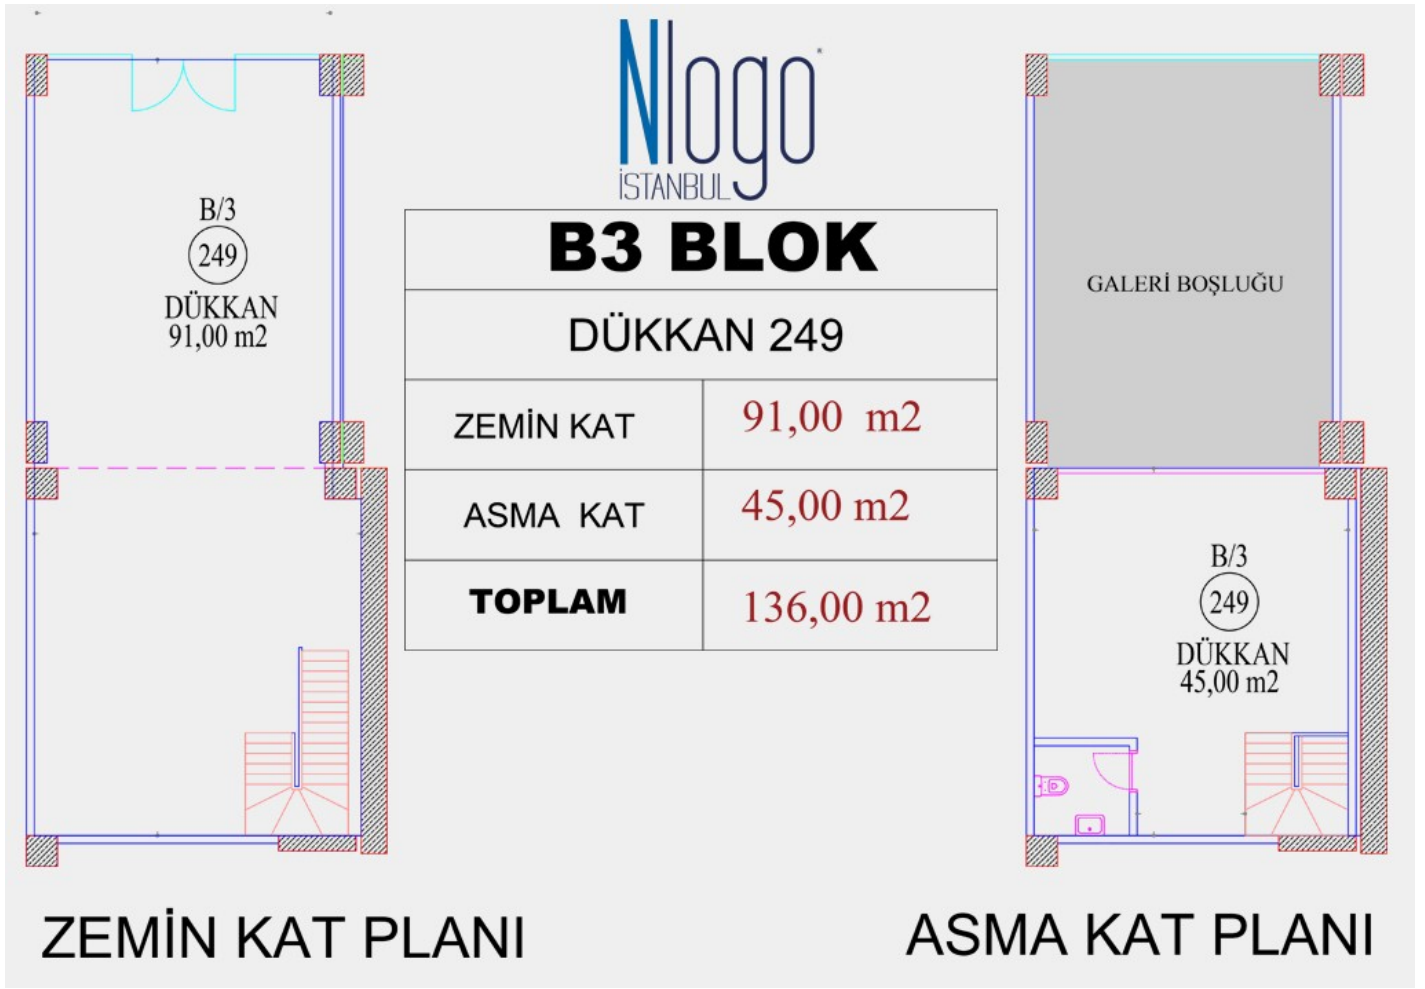 Nlogo
İSTANBUL
B3 BLOK
DÜKKAN 249
ZEMİN KAT 91,00 m2
ASMA KAT 45,00 m2
TOPLAM 136,00 m2
B/3
249
DÜKKAN
91,00 m2
ZEMİN KAT PLANI
GALERİ BOŞLUĞU
B/3
249
DÜKKAN
45,00 m2
ASMA KAT PLANI